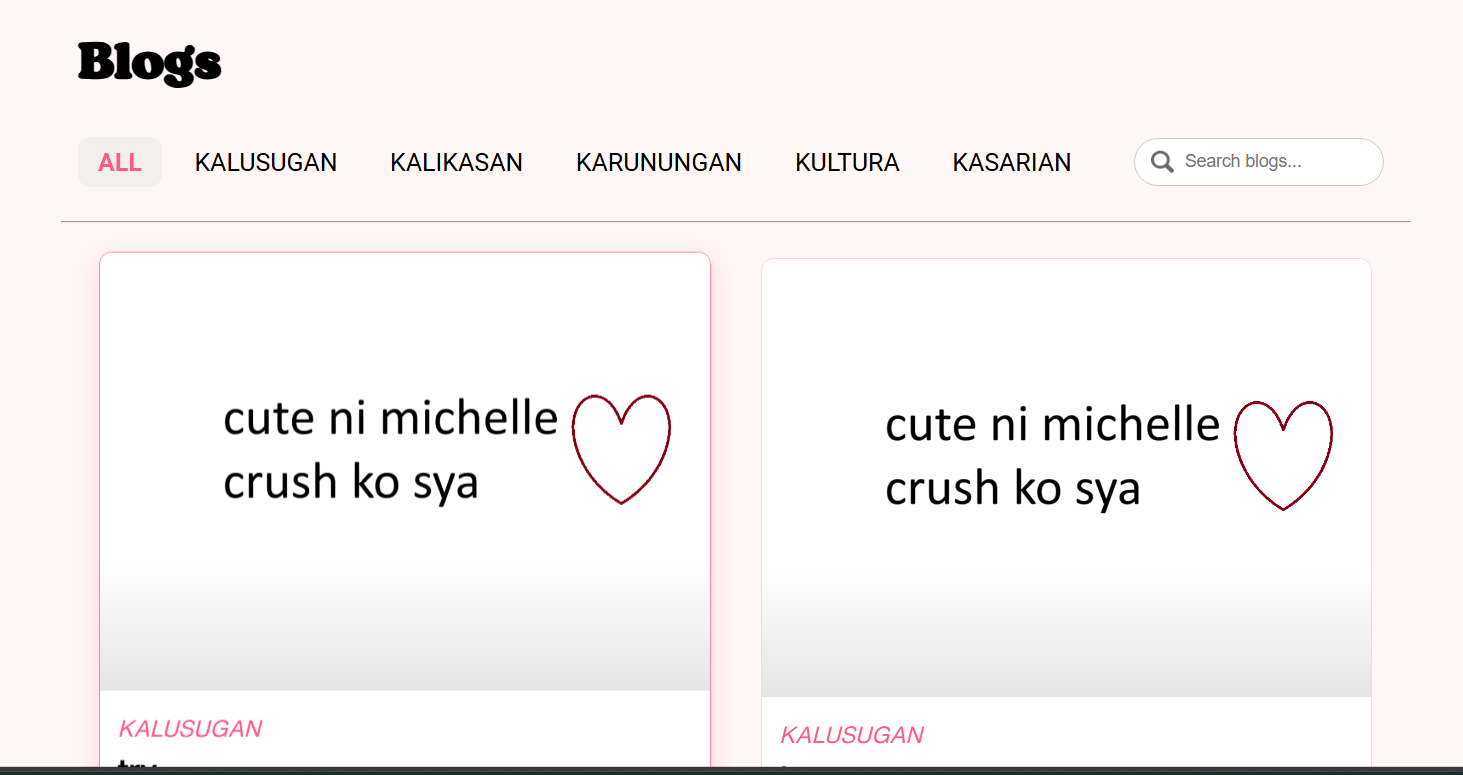 Blogs
ALL KALUSUGAN KALIKASAN KARUNUNGAN KULTURA KASARIAN Search blogs...
cute ni michelle
crush ko sya
cute ni michelle
crush ko sya
KALUSUGAN
KALUSUGAN